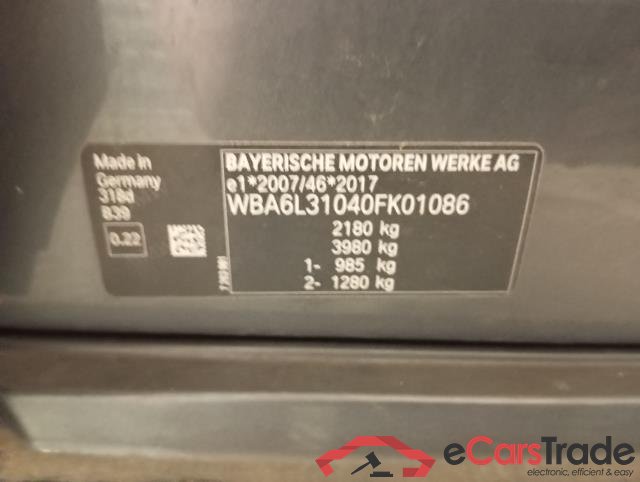 Made in
Germany
318d
B39
0.22
BAYERISCHE MOTOREN WERKE AG
e1*2007/46*2017
WBA6L31040FK01086
2180 kg
3980 kg
1- 985 kg
2- 1280 kg
eCarsTrade
electronic, efficient & easy